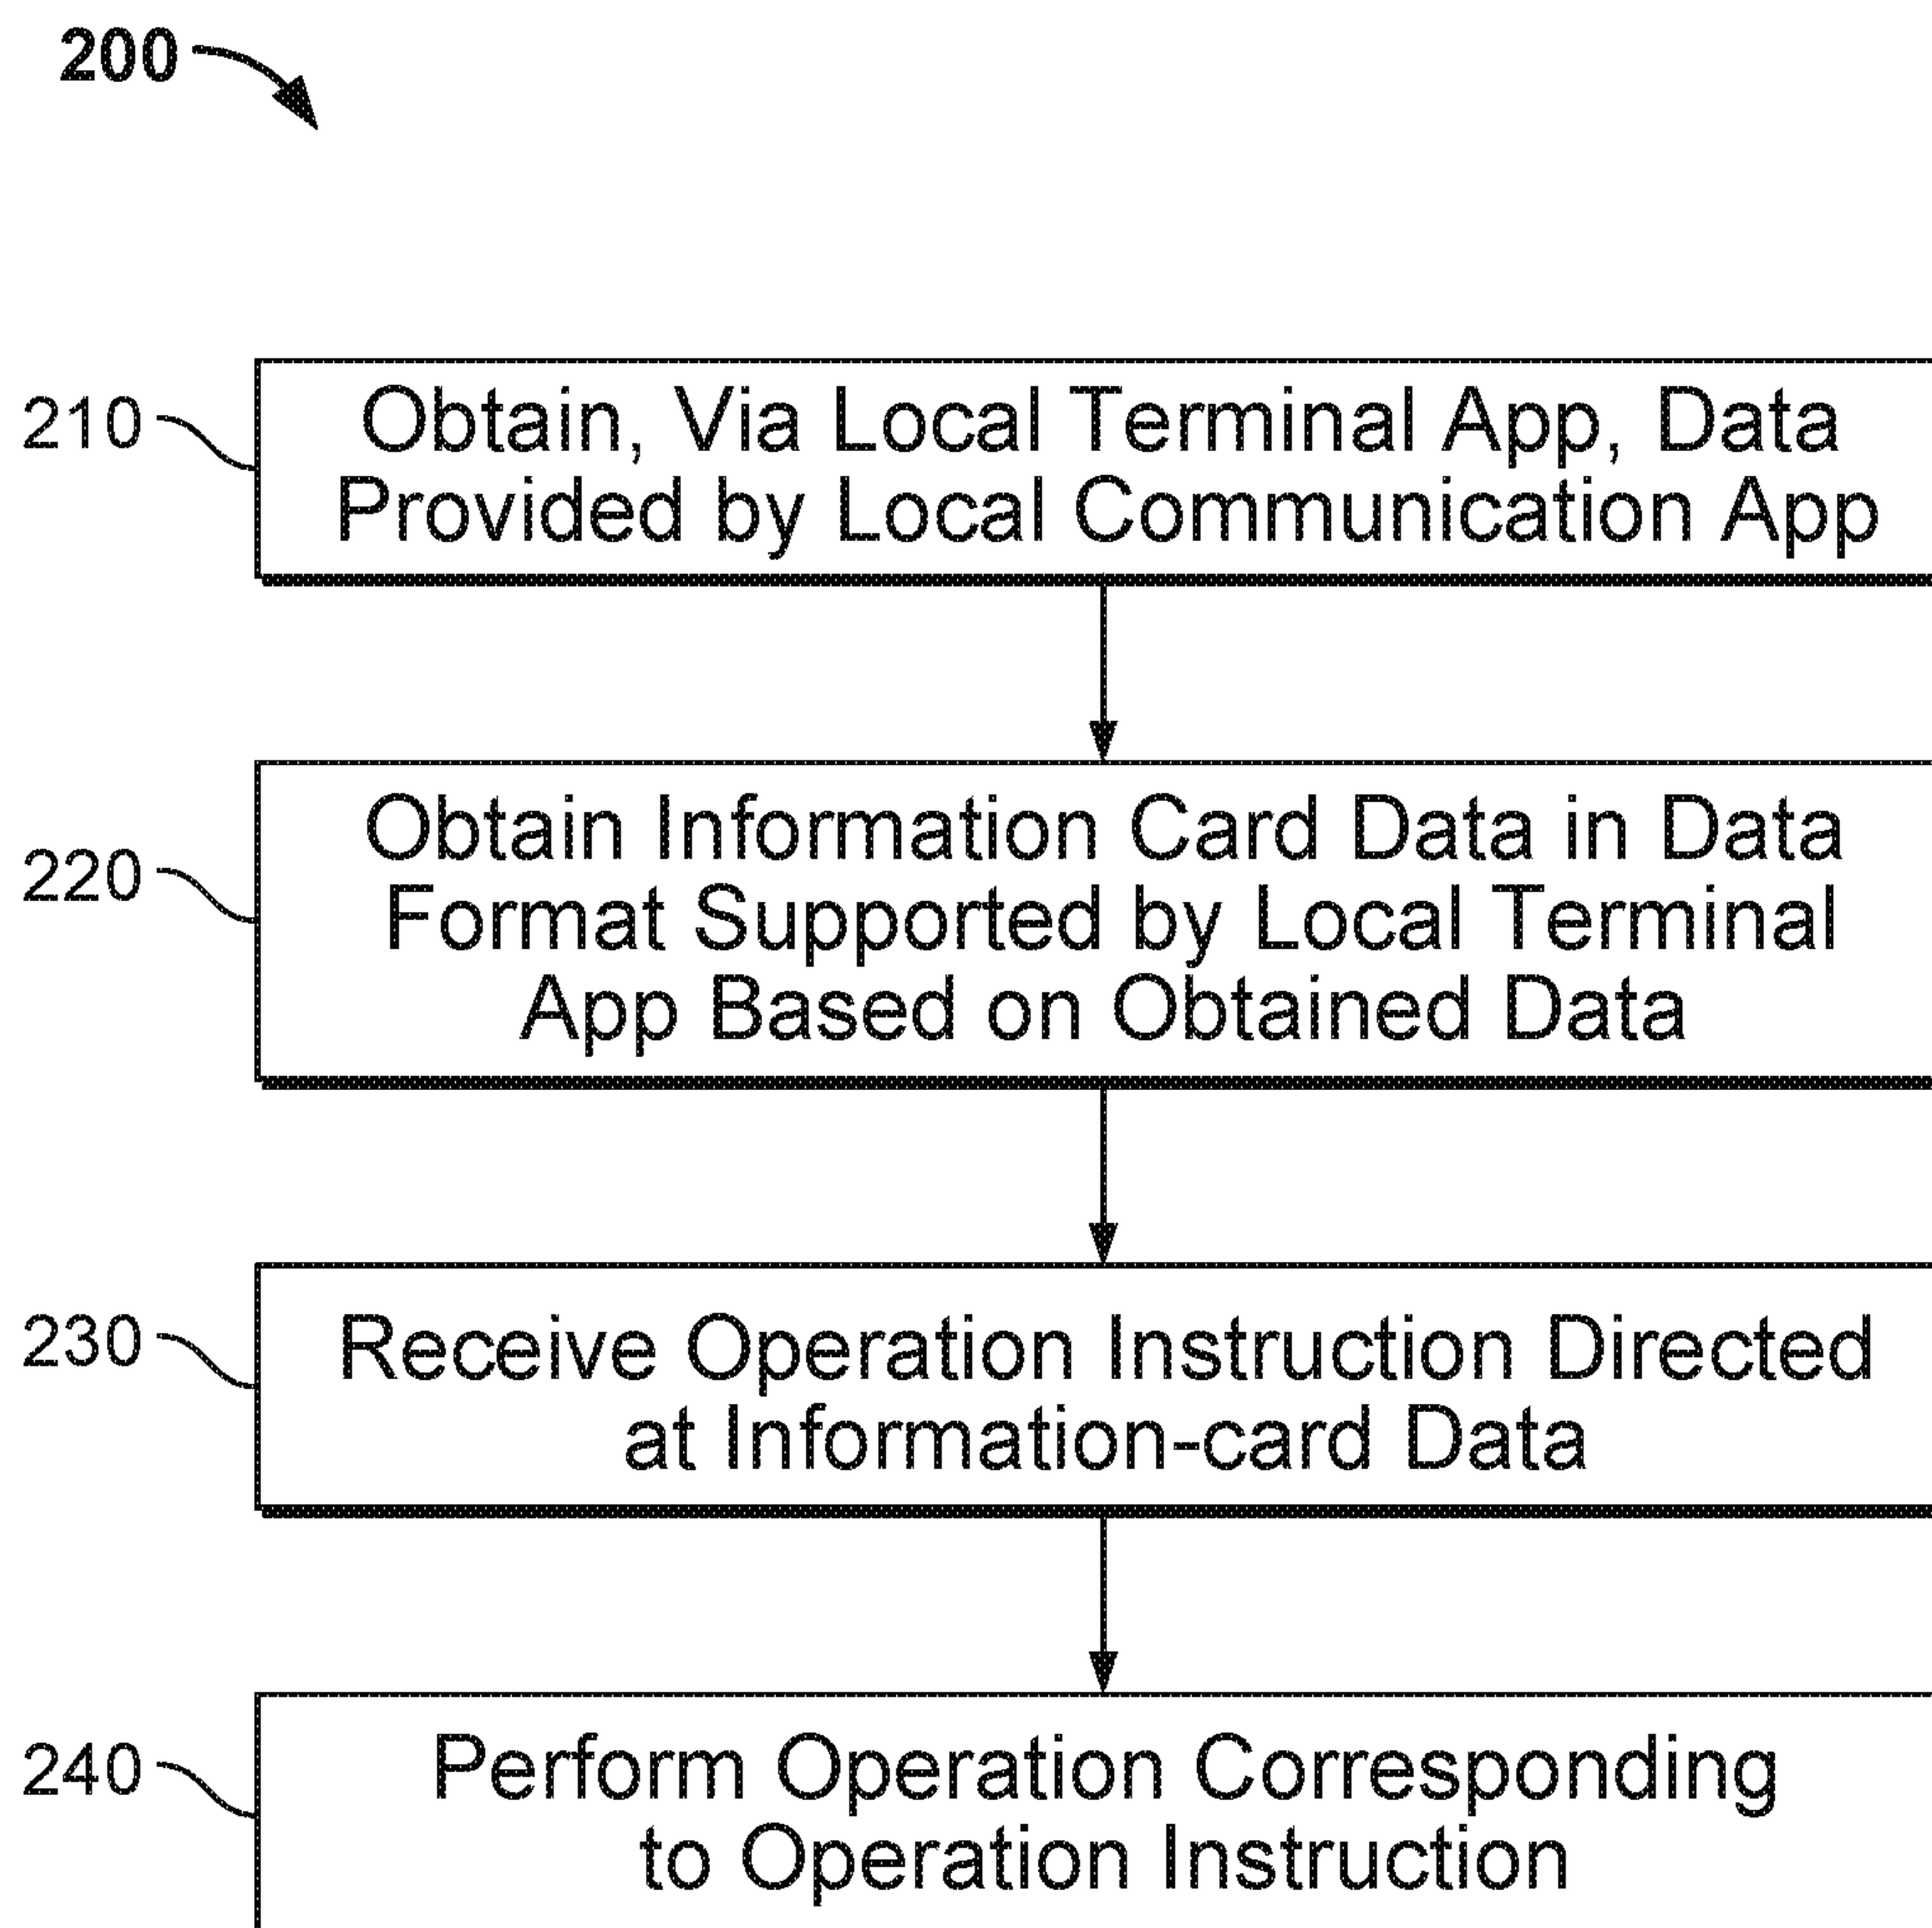 200
210
Obtain, Via Local Terminal App, Data
Provided by Local Communication App
220
Obtain Information Card Data in Data
Format Supported by Local Terminal
App Based on Obtained Data
230
Receive Operation Instruction Directed
at Information-card Data
240
Perform Operation Corresponding
to Operation Instruction